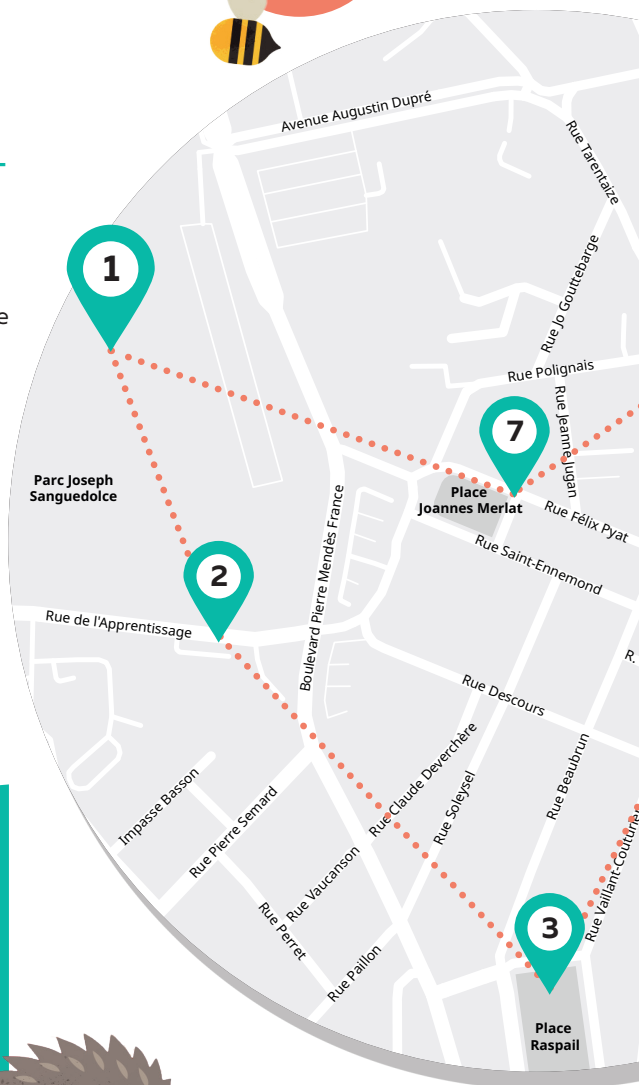 Avenue Augustin Dupré
Rue Tarentaize
1
e
Rue Jo Gouttebarge
Rue Polignais
Rue Jeanne Jugan
7
Parc Joseph
Sanguedolce
Place
Joannes Merlat
Rue Félix Pyat
Rue Saint-Ennemond
2
Rue de l'Apprentissage
Boulevard Pierre Mendès France
R.
Rue Descours
Rue Claude Deverchère
Rue Soleysel
Rue Beaubrun
Impasse Basson
Rue Pierre Semard
Rue Vaillant-Couturier
Rue Vaucanson
Rue Perret
Rue Paillon
3
Place
Raspail